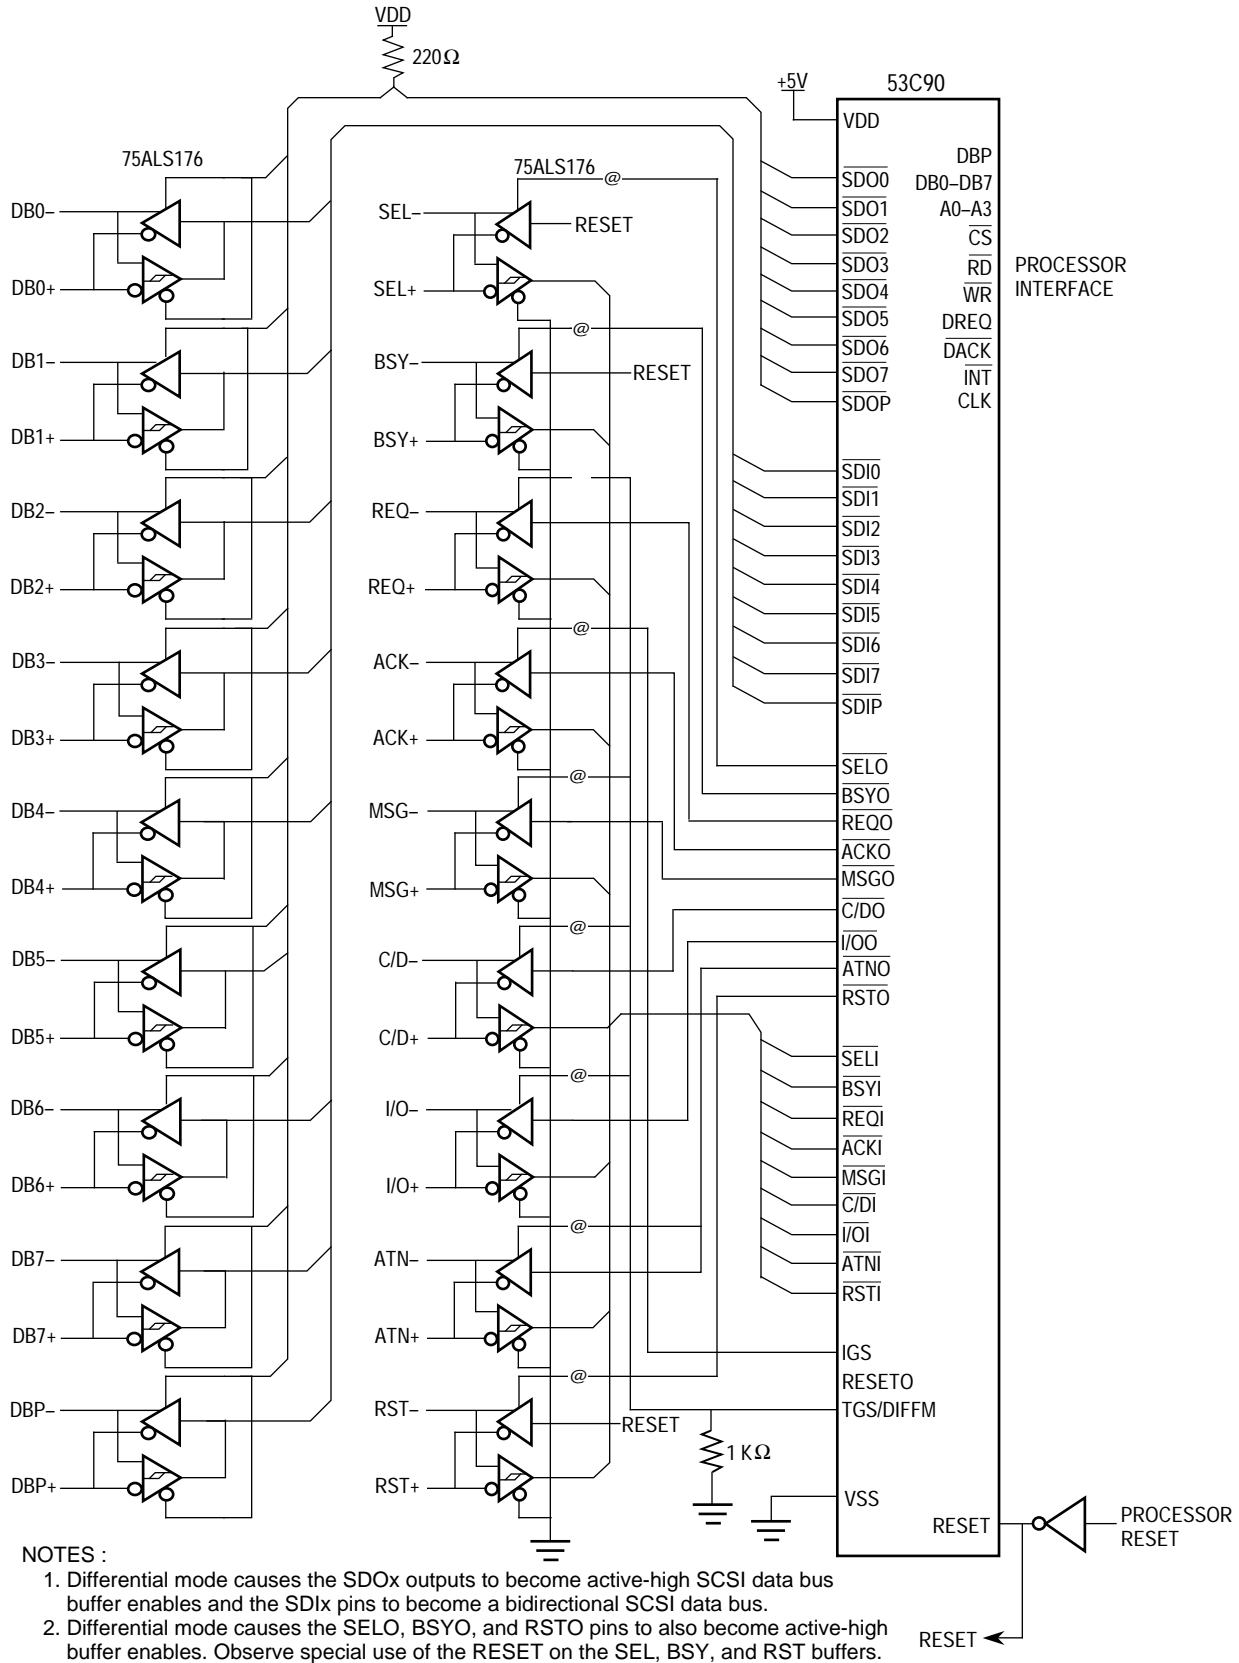 VDD
220Ω
+5V
53C90
75ALS176
75ALS176
@
DB0–
DB0+
DB1–
DB1+
DB2–
DB2+
DB3–
DB3+
DB4–
DB4+
DB5–
DB5+
DB6–
DB6+
DB7–
DB7+
DBP–
DBP+
SEL–
RESET
SEL+
@
BSY–
RESET
BSY+
REQ–
REQ+
@
ACK–
ACK+
@
MSG–
MSG+
@
C/D–
C/D+
@
I/O–
I/O+
@
ATN–
ATN+
@
RST–
RESET
RST+
1 KΩ
VDD
SDO0
SDO1
SDO2
SDO3
SDO4
SDO5
SDO6
SDO7
SDOP
SDI0
SDI1
SDI2
SDI3
SDI4
SDI5
SDI6
SDI7
SDIP
SELO
BSYO
REQO
ACKO
MSGO
C/DO
I/OO
ATNO
RSTO
SELI
BSYI
REQI
ACKI
MSGI
C/DI
I/OI
ATNI
RSTI
IGS
RESETO
TGS/DIFFM
VSS
DBP
DB0–DB7
A0–A3
CS
RD
WR
DREQ
DACK
INT
CLK
PROCESSOR
INTERFACE
RESET
PROCESSOR
RESET
RESET
NOTES :
1. Differential mode causes the SDOx outputs to become active-high SCSI data bus
buffer enables and the SDIx pins to become a bidirectional SCSI data bus.
2. Differential mode causes the SELO, BSYO, and RSTO pins to also become active-high
buffer enables. Observe special use of the RESET on the SEL, BSY, and RST buffers.